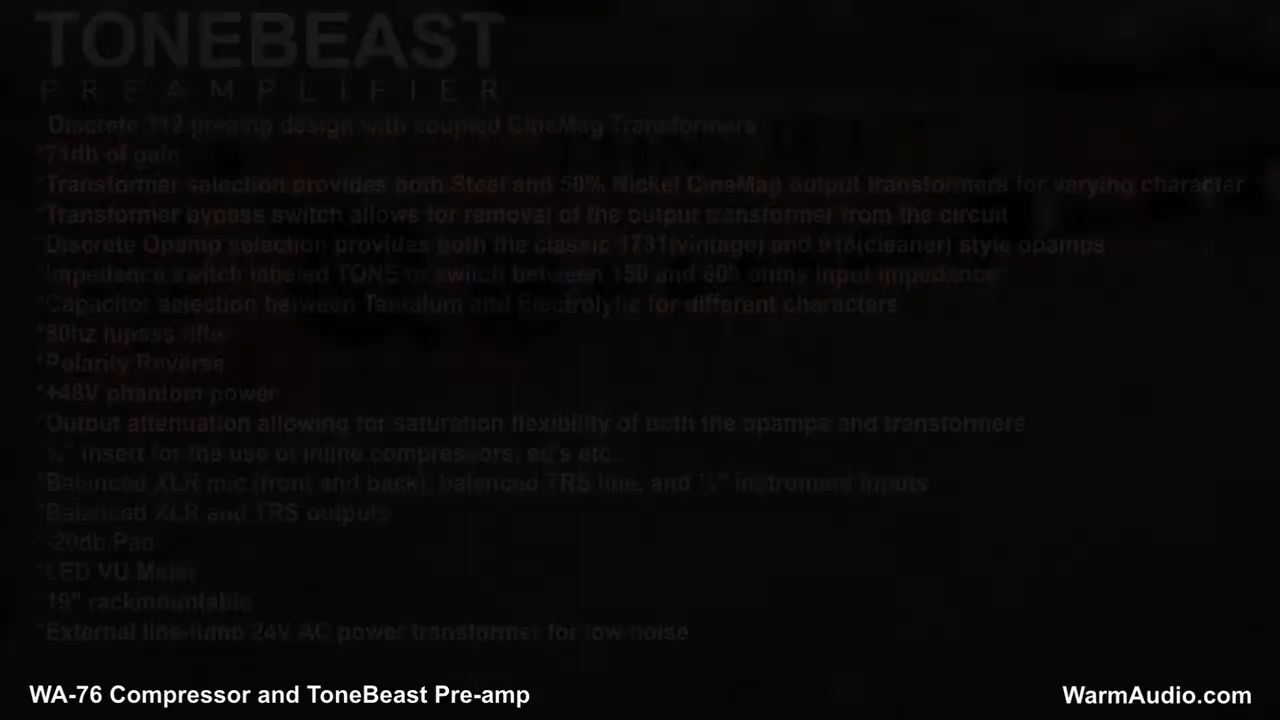 TONEBEAST
PREAMPLIFIER
Discrete 312 preamp design with coupled CineMag Transformers
*71db of gain
*Transformer selection provides both Steel and 50% Nickel CineMag output transformers for varying character
*Transformer bypass switch allows for removal of the output transformer from the circuit
*Discrete Opamp selection provides both the classic 1731(vintage) and 918(cleaner) style opamps
*Impedance switch labeled TONE to switch between 150 and 600 ohms input impedance
*Capacitor selection between Tantalum and Electrolytic for different characters
*80hz hipass filter
*Polarity Reverse
*+48V phantom power
*Output attenuation allowing for saturation flexibility of both the opamps and transformers
insert for the use of inline compressors, eq's etc..
*Balanced XLR mic (front and back), balanced TRS line, and ¼" instrument inputs
*Balanced XLR and TRS outputs
*-20db Pad
*LED VU Meter
*19" rackmountable
*External line-lump 24V AC power transformer for low-noise
WA-76 Compressor and ToneBeast Pre-amp
WarmAudio.com